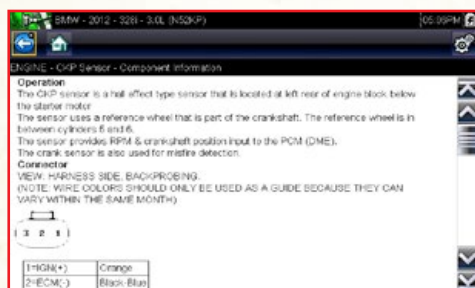 BMW - 2012 - 328i - 3.0L (N52KP)
05:06PM
ENGINE - CKP Sensor - Component Information
Operation
The CKP sensor is a hall effect type sensor that is located at left rear of engine block below
the starter motor
The sensor uses a reference wheel that is part of the crankshaft. The reference wheel is in
between cylinders 5 and 6.
The sensor provides RPM & crankshaft position input to the PCM (DME).
The crank sensor is also used for misfire detection.
Connector
VIEW: HARNESS SIDE, BACKPROBING.
(NOTE: WIRE COLORS SHOULD ONLY BE USED AS A GUIDE BECAUSE THEY CAN
VARY WITHIN THE SAME MONTH)
3 2 1
1=IGN(+) Orange
2=ECM(-) Black-Blue